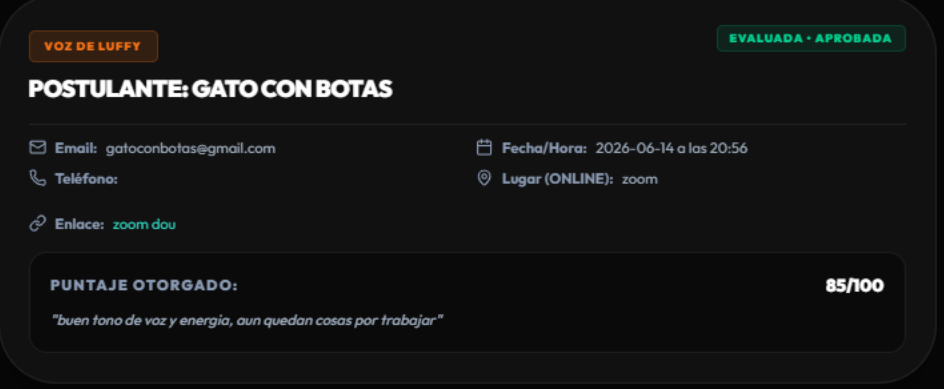 VOZ DE LUFFY
EVALUADA • APROBADA
POSTULANTE: GATO CON BOTAS
Email: gatoconbotas@gmail.com
Fecha/Hora: 2026-06-14 a las 20:56
Teléfono:
Lugar (ONLINE): zoom
Enlace: zoom dou
PUNTAJE OTORGADO:
85/100
"buen tono de voz y energia, aun quedan cosas por trabajar"